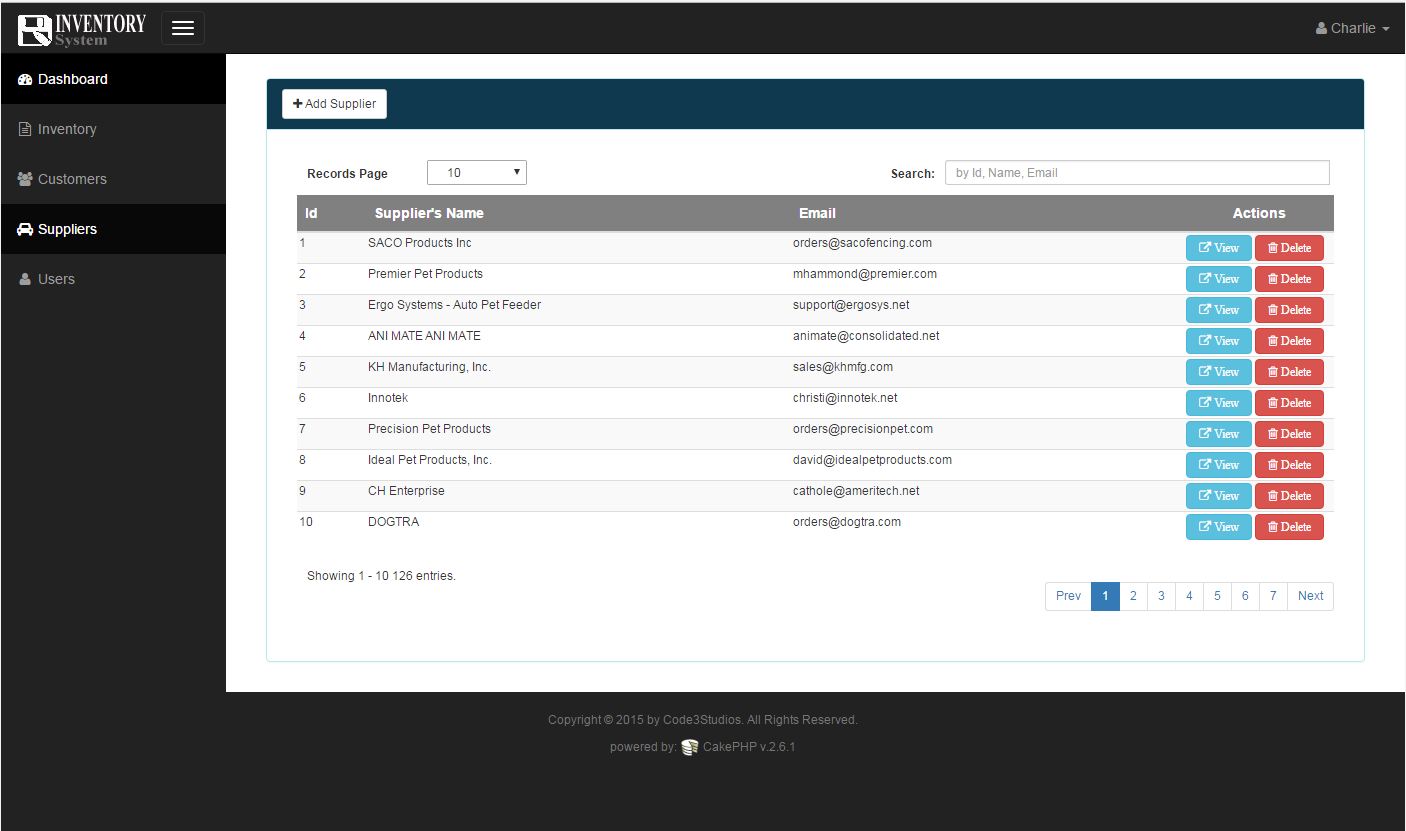 INVENTORY
System
Charlie
Dashboard
Inventory
Customers
Suppliers
Users
Add Supplier
Records Page 10 Search: by Id, Name, Email
Id Supplier's Name Email Actions
1 SACO Products Inc orders@sacofencing.com View Delete
2 Premier Pet Products mhammond@premier.com View Delete
3 Ergo Systems - Auto Pet Feeder support@ergosys.net View Delete
4 ANI MATE ANI MATE animate@consolidated.net View Delete
5 KH Manufacturing, Inc. sales@khmfg.com View Delete
6 Innotek christi@innotek.net View Delete
7 Precision Pet Products orders@precisionpet.com View Delete
8 Ideal Pet Products, Inc. david@idealpetproducts.com View Delete
9 CH Enterprise cathole@ameritech.net View Delete
10 DOGTRA orders@dogtra.com View Delete
Showing 1 - 10 126 entries.
Prev 1 2 3 4 5 6 7 Next
Copyright © 2015 by Code3Studios. All Rights Reserved.
powered by: CakePHP v.2.6.1